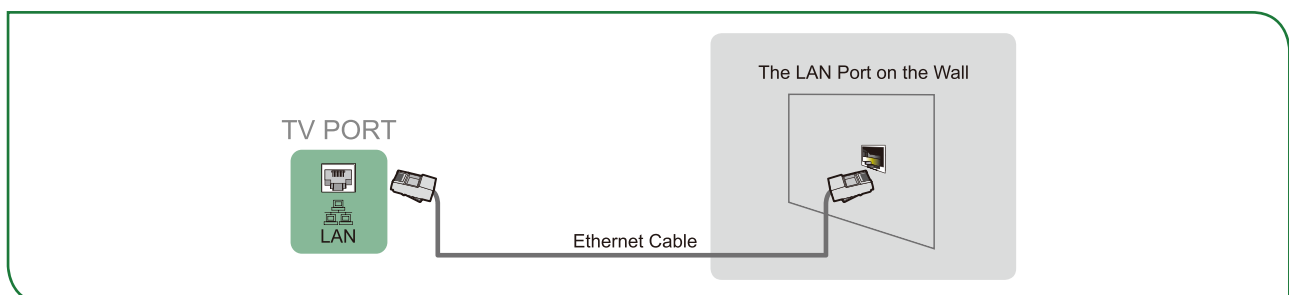 The LAN Port on the Wall
TV PORT
LAN
Ethernet Cable